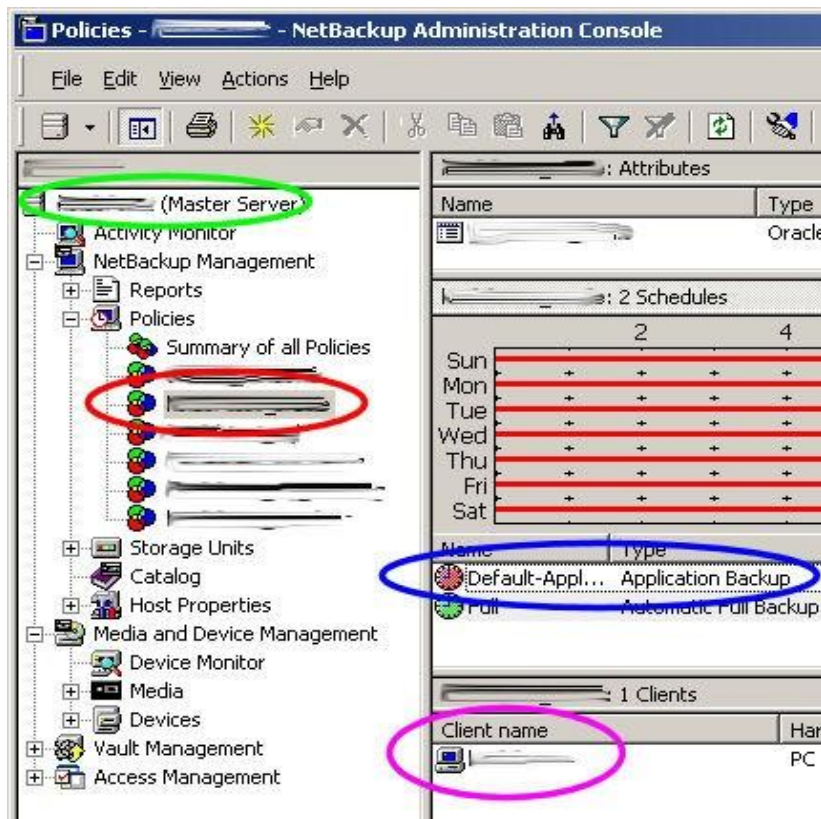 Policies - - NetBackup Administration Console
File Edit View Actions Help
(Master Server)
Activity Monitor
NetBackup Management
Reports
Policies
Summary of all Policies
Storage Units
Catalog
Host Properties
Media and Device Management
Device Monitor
Media
Devices
Vault Management
Access Management
: Attributes
Name Type
Oracle
: 2 Schedules
2 4
Sun
Mon
Tue
Wed
Thu
Fri
Sat
Name Type
Default-Appl... Application Backup
Full Automatic Full Backup
: 1 Clients
Client name Har
PC